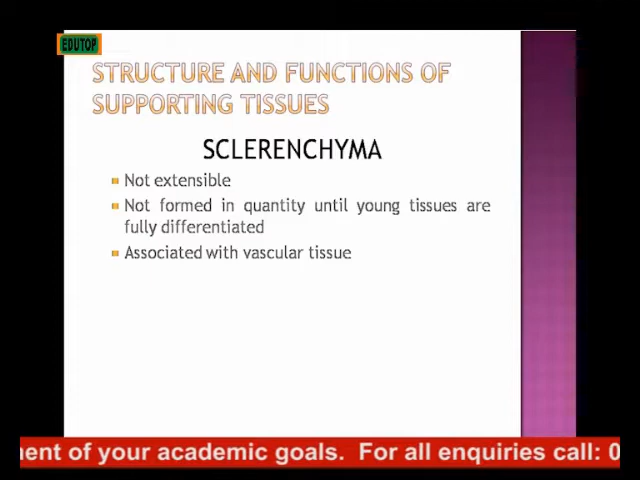 EDUTOP
STRUCTURE AND FUNCTIONS OF
SUPPORTING TISSUES
SCLERENCHYMA
Not extensible
Not formed in quantity until young tissues are
fully differentiated
Associated with vascular tissue
of your academic goals. For all enquiries call: 0